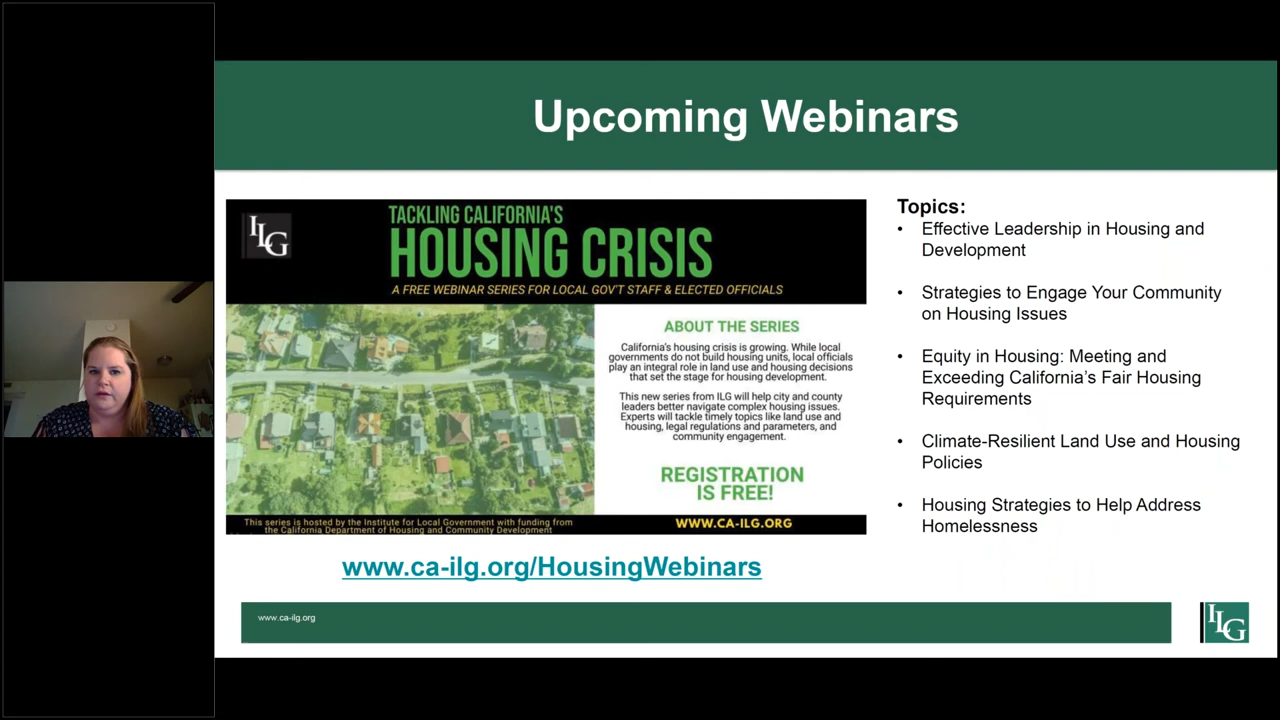 Upcoming Webinars
ILG
TACKLING CALIFORNIA'S
HOUSING CRISIS
A FREE WEBINAR SERIES FOR LOCAL GOV'T STAFF & ELECTED OFFICIALS
ABOUT THE SERIES
California's housing crisis is growing. While local
governments do not build housing units, local officials
play an integral role in land use and housing decisions
that set the stage for housing development.
This new series from ILG will help city and county
leaders better navigate complex housing issues.
Experts will tackle timely topics like land use and
housing, legal regulations and parameters, and
community engagement.
REGISTRATION
IS FREE!
This series is hosted by the Institute for Local Government with funding from
the California Department of Housing and Community Development
WWW.CA-ILG.ORG
www.ca-ilg.org/HousingWebinars
Topics:
• Effective Leadership in Housing and
Development
• Strategies to Engage Your Community
on Housing Issues
• Equity in Housing: Meeting and
Exceeding California’s Fair Housing
Requirements
• Climate-Resilient Land Use and Housing
Policies
• Housing Strategies to Help Address
Homelessness
www.ca-ilg.org
ILG